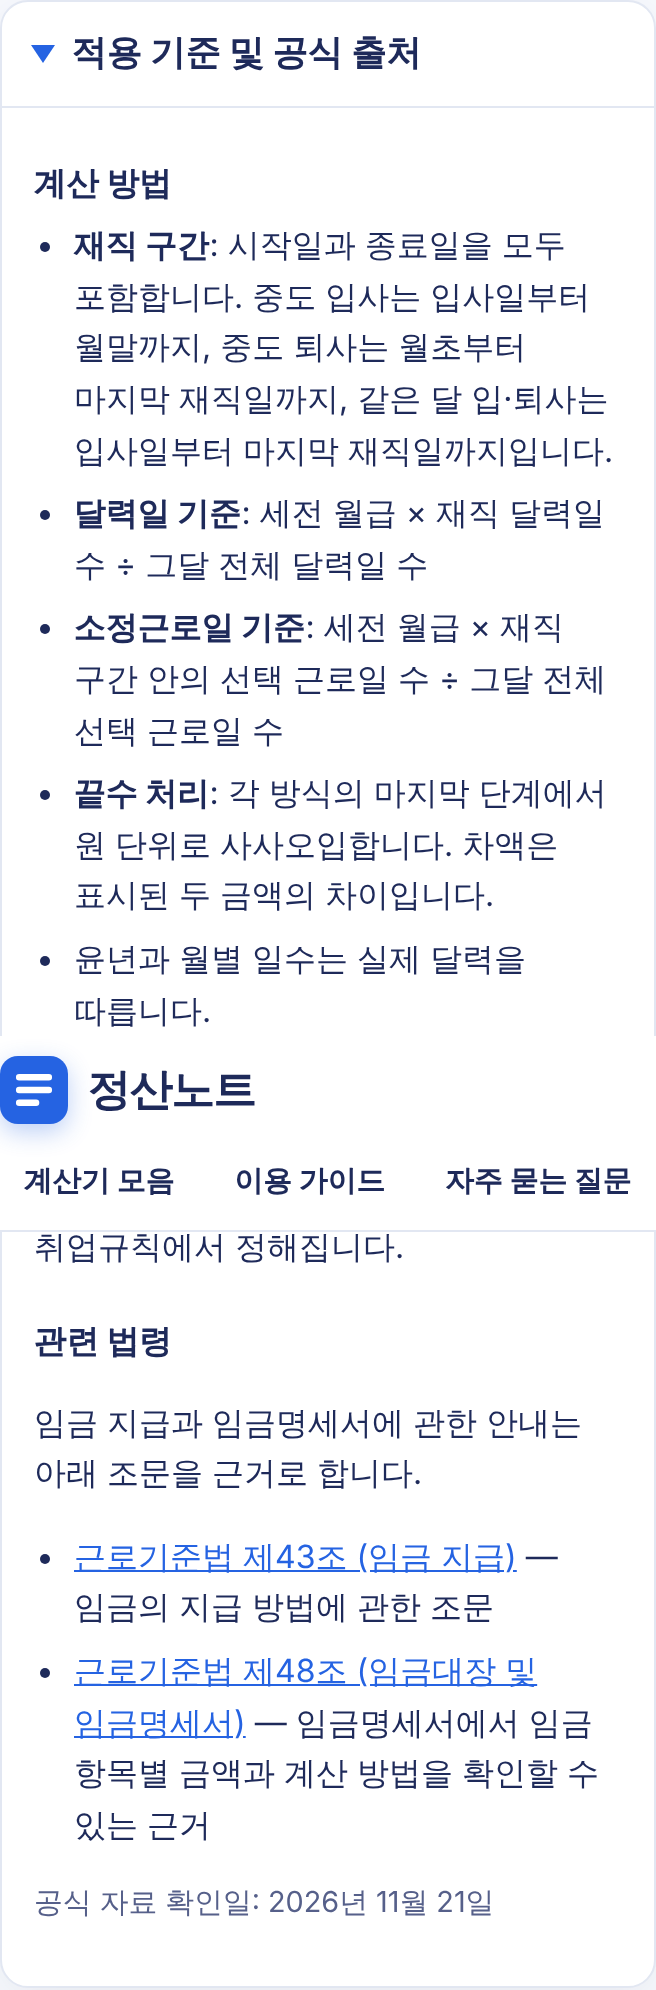 적용 기준 및 공식 출처
계산 방법
• 재직 구간: 시작일과 종료일을 모두
포함합니다. 중도 입사는 입사일부터
월말까지, 중도 퇴사는 월초부터
마지막 재직일까지, 같은 달 입·퇴사는
입사일부터 마지막 재직일까지입니다.
• 달력일 기준: 세전 월급 × 재직 달력일
수 ÷ 그달 전체 달력일 수
• 소정근로일 기준: 세전 월급 × 재직
구간 안의 선택 근로일 수 ÷ 그달 전체
선택 근로일 수
• 끝수 처리: 각 방식의 마지막 단계에서
원 단위로 사사오입합니다. 차액은
표시된 두 금액의 차이입니다.
• 윤년과 월별 일수는 실제 달력을
따릅니다.
정산노트
계산기 모음 이용 가이드 자주 묻는 질문
취업규칙에서 정해집니다.
관련 법령
임금 지급과 임금명세서에 관한 안내는
아래 조문을 근거로 합니다.
• 근로기준법 제43조 (임금 지급) —
임금의 지급 방법에 관한 조문
• 근로기준법 제48조 (임금대장 및
임금명세서) — 임금명세서에서 임금
항목별 금액과 계산 방법을 확인할 수
있는 근거
공식 자료 확인일: 2026년 11월 21일